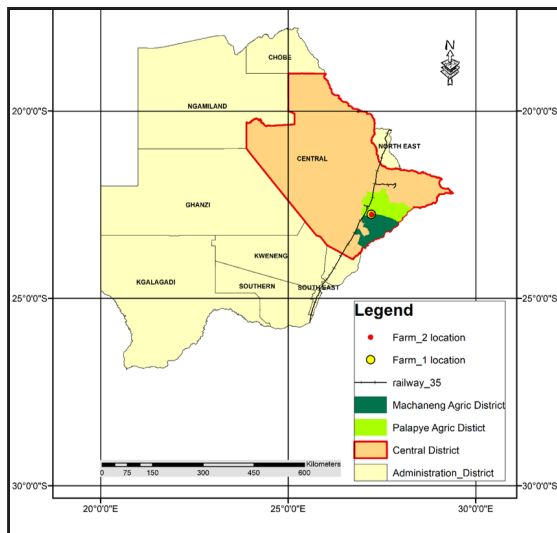 N
CHOBE
20°0'0"S
20°0'0"S
NGAMILAND
NORTH EAST
CENTRAL
GHANZI
KWENENG
KGALAGADI
SOUTHERN
SOUTH EAST
25°0'0"S
25°0'0"S
Legend
Farm_2 location
Farm_1 location
railway_35
Machaneng Agric District
Palapye Agric Distict
Central District
Administration_District
Kilometers
0 75 150 300 450 600
30°0'0"S
30°0'0"S
20°0'0"E
25°0'0"E
30°0'0"E